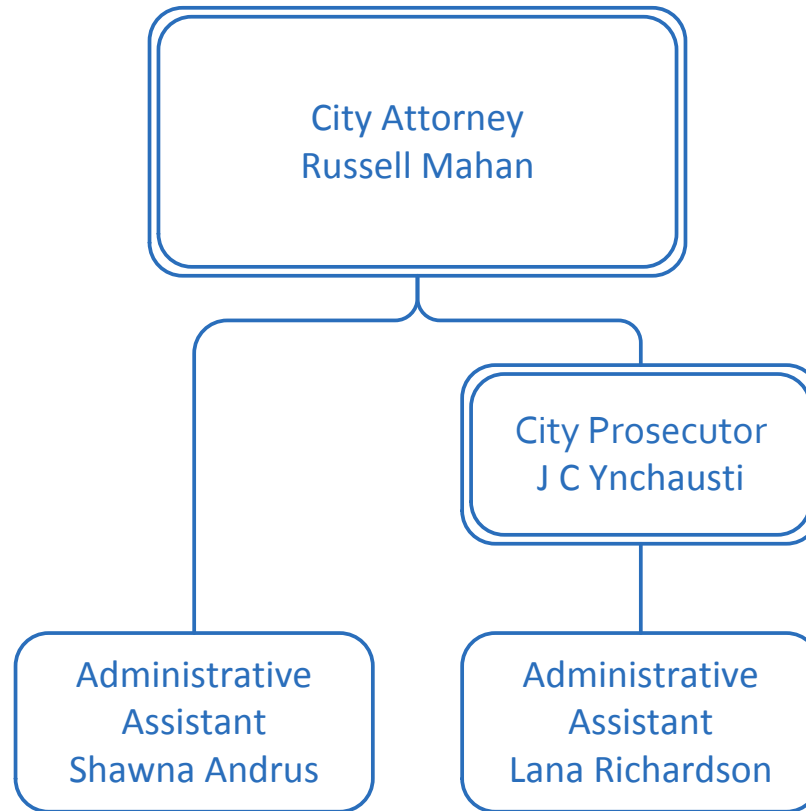 City Attorney
Russell Mahan
City Prosecutor
J C Ynchausti
Administrative
Assistant
Shawna Andrus
Administrative
Assistant
Lana Richardson